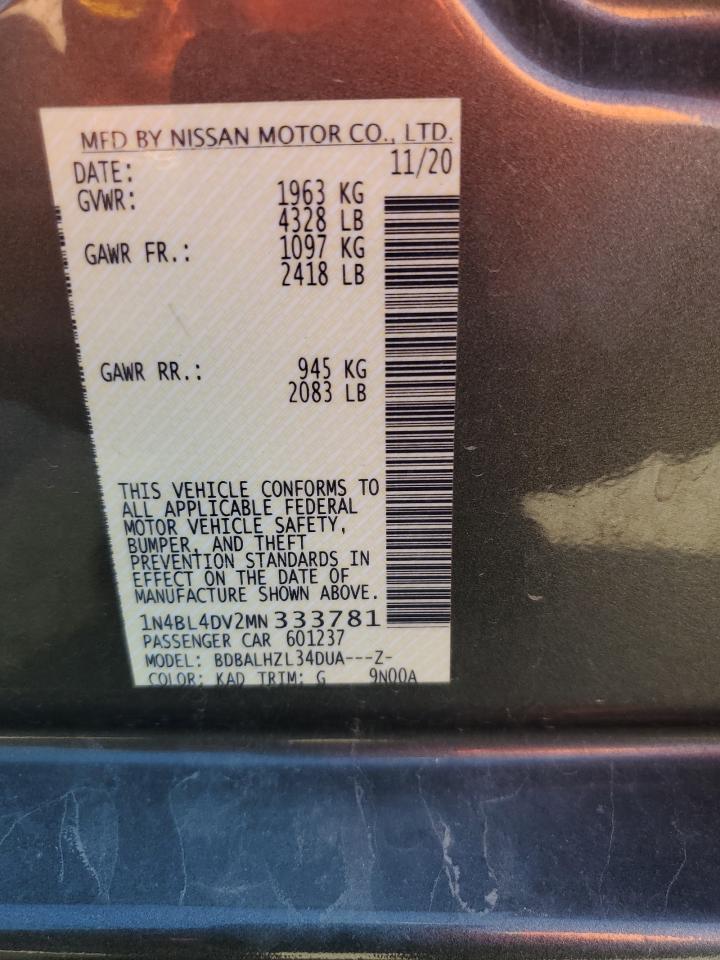 MFD BY NISSAN MOTOR CO., LTD.
DATE: 11/20
GVWR: 1963 KG
4328 LB
GAWR FR.: 1097 KG
2418 LB
GAWR RR.: 945 KG
2083 LB
THIS VEHICLE CONFORMS TO
ALL APPLICABLE FEDERAL
MOTOR VEHICLE SAFETY,
BUMPER, AND THEFT
PREVENTION STANDARDS IN
EFFECT ON THE DATE OF
MANUFACTURE SHOWN ABOVE.
1N4BL4DV2MN333781
PASSENGER CAR 601237
MODEL: BDBALHZL34DUA---Z-
COLOR: KAD TRIM: G 9N00A